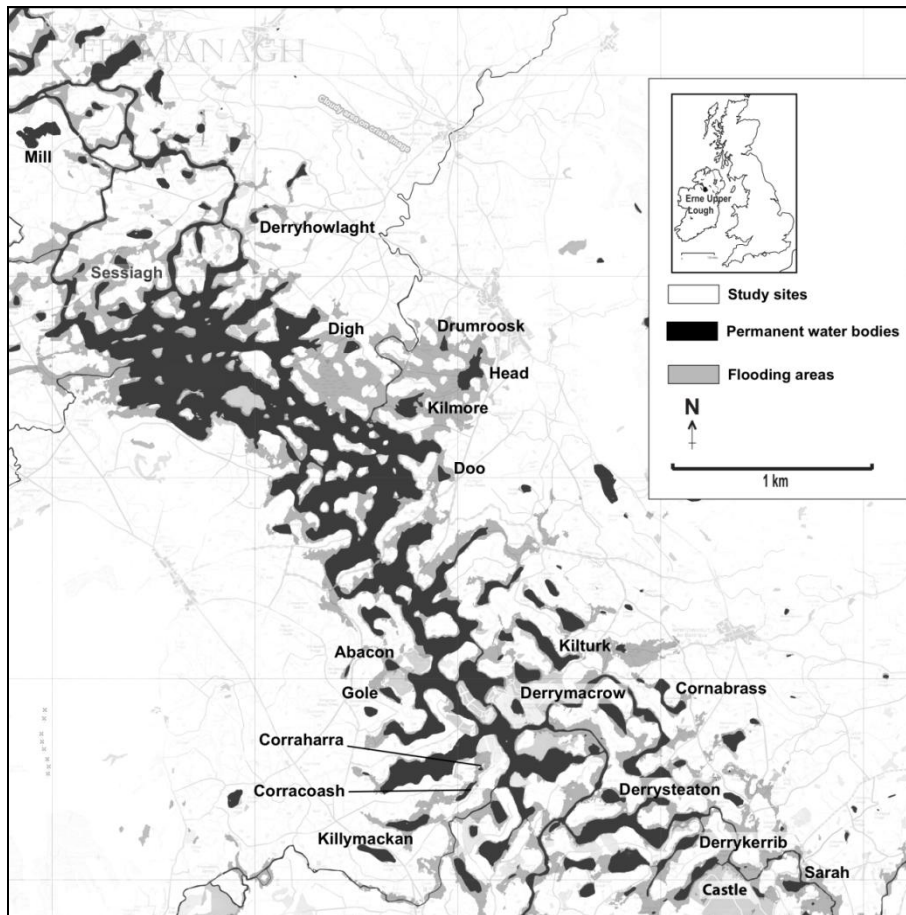 FERMANAGH
Mill
Derryhowlaght
Sessiagh
Digh
Drumroosk
Head
Kilmore
Doo
Abacon
Kilturk
Gole
Derrymacrow
Cornabrass
Corraharra
Corracoash
Derrysteaton
Killymackan
Derrykerrib
Sarah
Castle
Erne Upper
Lough
Study sites
Permanent water bodies
Flooding areas
N
1 km